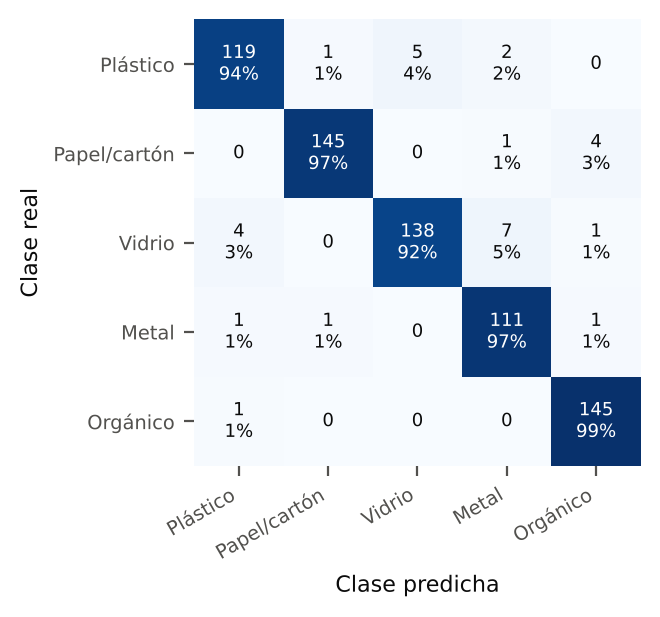 Clase real
Plástico
119 1 5 2 0
94% 1% 4% 2%
Papel/cartón
0 145 0 1 4
97% 1% 3%
Vidrio
4 0 138 7 1
3% 92% 5% 1%
Metal
1 1 0 111 1
1% 1% 97% 1%
Orgánico
1 0 0 0 145
1% 99%
Plástico Papel/cartón Vidrio Metal Orgánico
Clase predicha